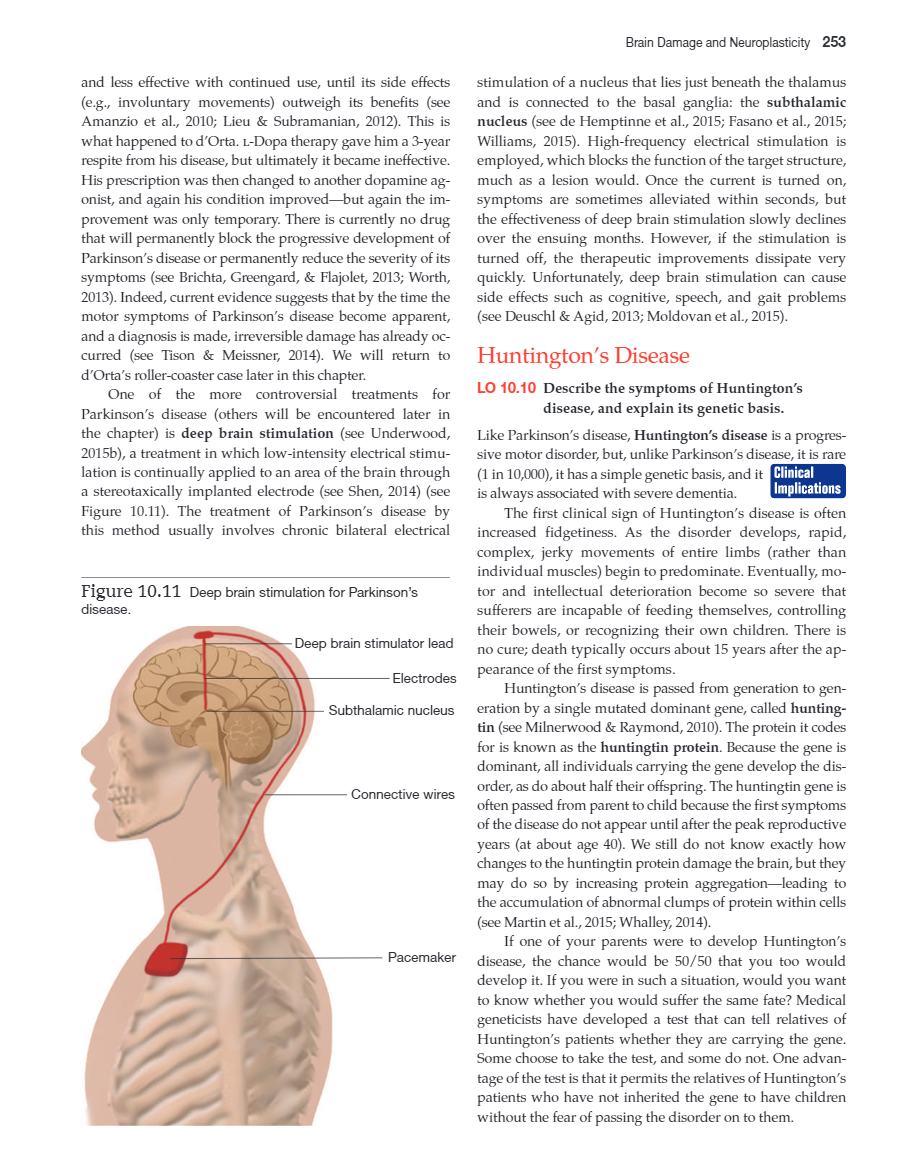 Brain Damage and Neuroplasticity 253
and less effective with continued use, until its side effects
(e.g., involuntary movements) outweigh its benefits (see
Amanzio et al., 2010; Lieu & Subramanian, 2012). This is
what happened to d’Orta. L-Dopa therapy gave him a 3-year
respite from his disease, but ultimately it became ineffective.
His prescription was then changed to another dopamine ag-
onist, and again his condition improved—but again the im-
provement was only temporary. There is currently no drug
that will permanently block the progressive development of
Parkinson’s disease or permanently reduce the severity of its
symptoms (see Brichta, Greengard, & Flajolet, 2013; Worth,
2013). Indeed, current evidence suggests that by the time the
motor symptoms of Parkinson’s disease become apparent,
and a diagnosis is made, irreversible damage has already oc-
curred (see Tison & Meissner, 2014). We will return to
d’Orta’s roller-coaster case later in this chapter.
One of the more controversial treatments for
Parkinson’s disease (others will be encountered later in
the chapter) is deep brain stimulation (see Underwood,
2015b), a treatment in which low-intensity electrical stimu-
lation is continually applied to an area of the brain through
a stereotaxically implanted electrode (see Shen, 2014) (see
Figure 10.11). The treatment of Parkinson’s disease by
this method usually involves chronic bilateral electrical
Figure 10.11 Deep brain stimulation for Parkinson’s
disease.
Deep brain stimulator lead
Electrodes
Subthalamic nucleus
Connective wires
Pacemaker
stimulation of a nucleus that lies just beneath the thalamus
and is connected to the basal ganglia: the subthalamic
nucleus (see de Hemptinne et al., 2015; Fasano et al., 2015;
Williams, 2015). High-frequency electrical stimulation is
employed, which blocks the function of the target structure,
much as a lesion would. Once the current is turned on,
symptoms are sometimes alleviated within seconds, but
the effectiveness of deep brain stimulation slowly declines
over the ensuing months. However, if the stimulation is
turned off, the therapeutic improvements dissipate very
quickly. Unfortunately, deep brain stimulation can cause
side effects such as cognitive, speech, and gait problems
(see Deuschl & Agid, 2013; Moldovan et al., 2015).
Huntington’s Disease
LO 10.10 Describe the symptoms of Huntington’s
disease, and explain its genetic basis.
Like Parkinson’s disease, Huntington’s disease is a progres-
sive motor disorder, but, unlike Parkinson’s disease, it is rare
(1 in 10,000), it has a simple genetic basis, and it
is always associated with severe dementia.
Clinical
Implications
The first clinical sign of Huntington’s disease is often
increased fidgetiness. As the disorder develops, rapid,
complex, jerky movements of entire limbs (rather than
individual muscles) begin to predominate. Eventually, mo-
tor and intellectual deterioration become so severe that
sufferers are incapable of feeding themselves, controlling
their bowels, or recognizing their own children. There is
no cure; death typically occurs about 15 years after the ap-
pearance of the first symptoms.
Huntington’s disease is passed from generation to gen-
eration by a single mutated dominant gene, called hunting-
tin (see Milnerwood & Raymond, 2010). The protein it codes
for is known as the huntingtin protein. Because the gene is
dominant, all individuals carrying the gene develop the dis-
order, as do about half their offspring. The huntingtin gene is
often passed from parent to child because the first symptoms
of the disease do not appear until after the peak reproductive
years (at about age 40). We still do not know exactly how
changes to the huntingtin protein damage the brain, but they
may do so by increasing protein aggregation—leading to
the accumulation of abnormal clumps of protein within cells
(see Martin et al., 2015; Whalley, 2014).
If one of your parents were to develop Huntington’s
disease, the chance would be 50/50 that you too would
develop it. If you were in such a situation, would you want
to know whether you would suffer the same fate? Medical
geneticists have developed a test that can tell relatives of
Huntington’s patients whether they are carrying the gene.
Some choose to take the test, and some do not. One advan-
tage of the test is that it permits the relatives of Huntington’s
patients who have not inherited the gene to have children
without the fear of passing the disorder on to them.